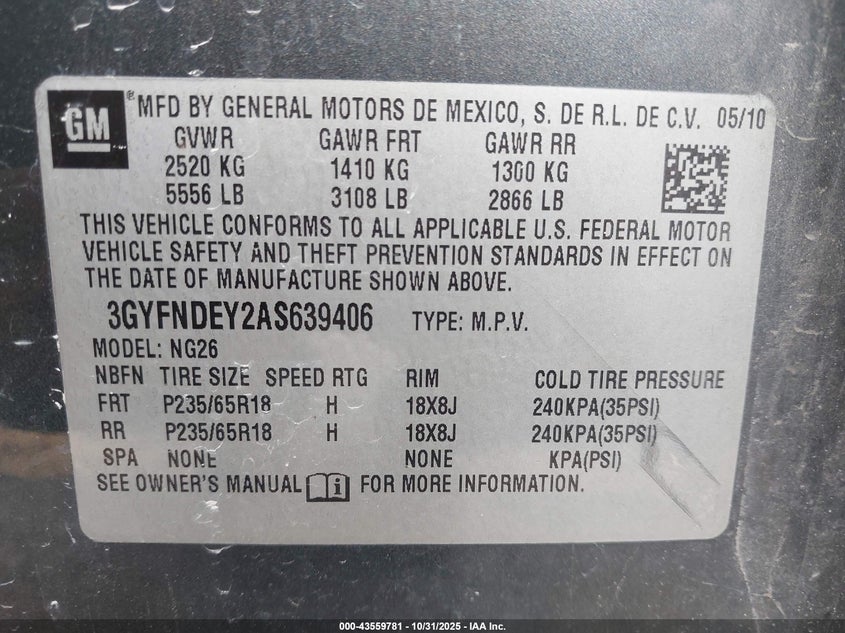 GM ® MFD BY GENERAL MOTORS DE MEXICO, S. DE R.L. DE C.V. 05/10
GVWR GAWR FRT GAWR RR
2520 KG 1410 KG 1300 KG
5556 LB 3108 LB 2866 LB
THIS VEHICLE CONFORMS TO ALL APPLICABLE U.S. FEDERAL MOTOR
VEHICLE SAFETY AND THEFT PREVENTION STANDARDS IN EFFECT ON
THE DATE OF MANUFACTURE SHOWN ABOVE.
3GYFNDEY2AS639406 TYPE: M.P.V.
MODEL: NG26
NBFN TIRE SIZE SPEED RTG RIM COLD TIRE PRESSURE
FRT P235/65R18 H 18X8J 240KPA(35PSI)
RR P235/65R18 H 18X8J 240KPA(35PSI)
SPA NONE NONE KPA(PSI)
SEE OWNER'S MANUAL i FOR MORE INFORMATION.
000-43559781 - 10/31/2025 - IAA Inc.